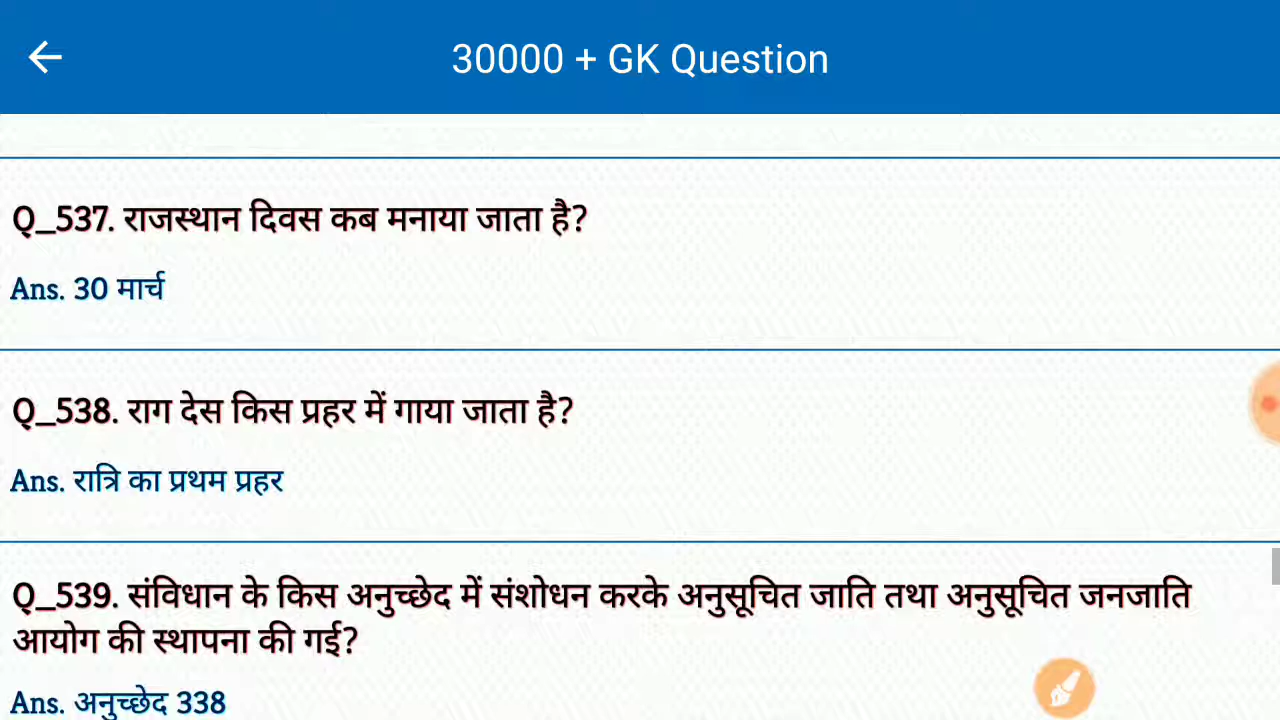 30000 + GK Question
Q_537. राजस्थान दिवस कब मनाया जाता है?
Ans. 30 मार्च
Q_538. राग देस किस प्रहर में गाया जाता है?
Ans. रात्रि का प्रथम प्रहर
Q_539. संविधान के किस अनुच्छेद में संशोधन करके अनुसूचित जाति तथा अनुसूचित जनजाति
आयोग की स्थापना की गई?
Ans. अनुच्छेद 338